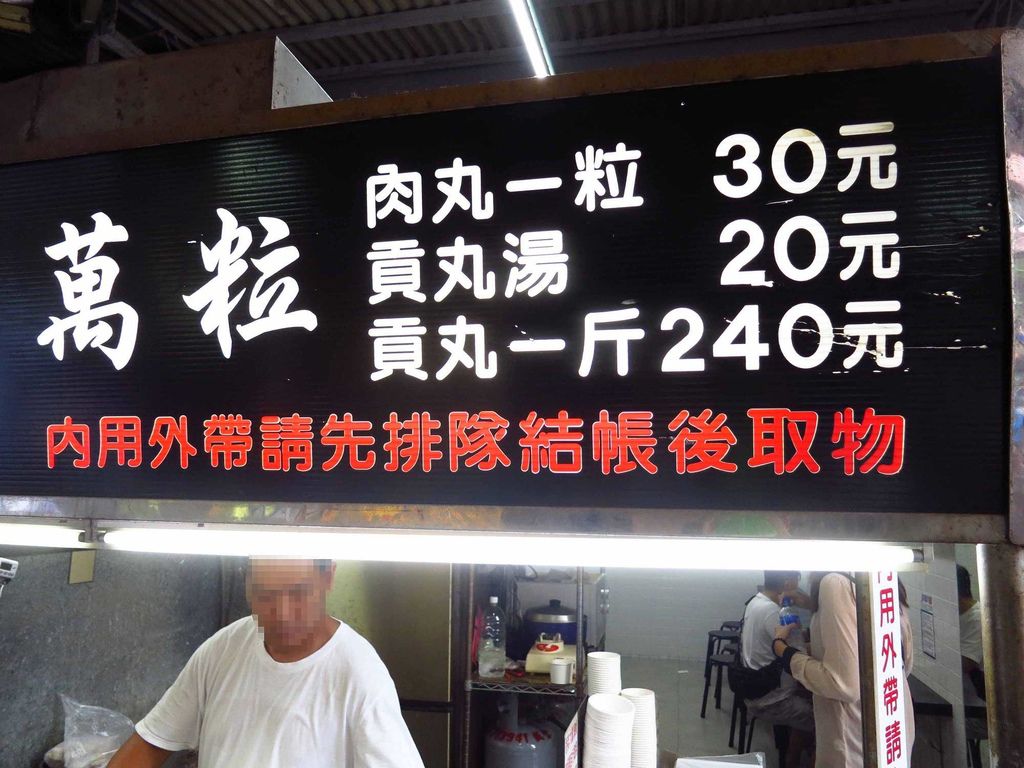 萬粒
肉丸一粒 30元
貢丸湯 20元
貢丸一斤 240元
內用外帶請先排隊結帳後取物
內用外帶請